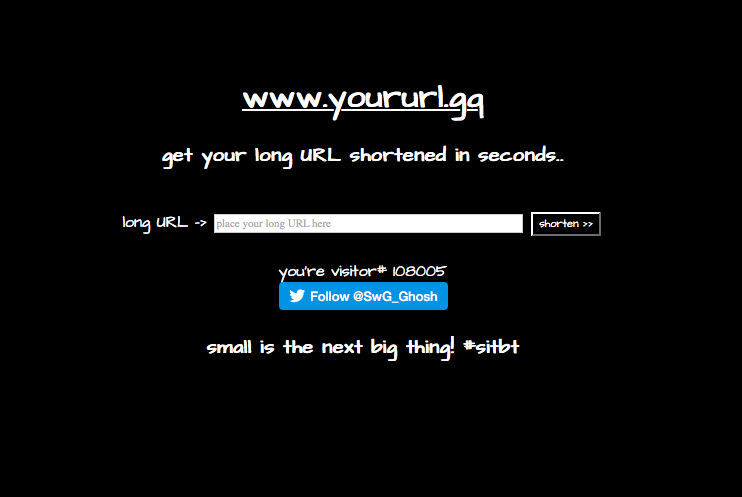 www.yoururl.gq
get your long URL shortened in seconds..
long URL -> place your long URL here shorten >>
you're visitor# 108005
Follow @SwG_Ghosh
small is the next big thing! #sitbt